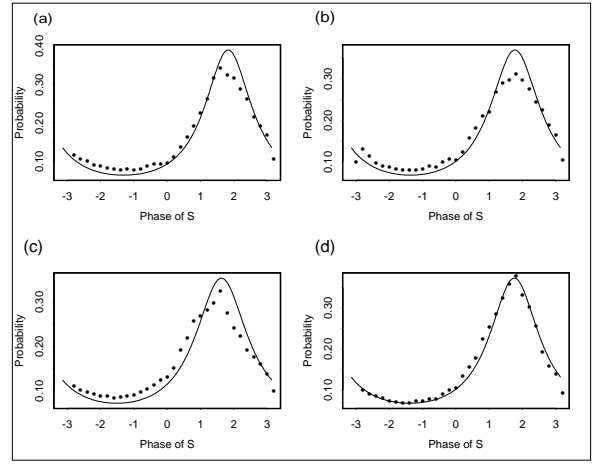 (a)
0.40
0.30
0.20
0.10
Probability
-3 -2 -1 0 1 2 3
Phase of S
(b)
0.30
0.20
0.10
Probability
-3 -2 -1 0 1 2 3
Phase of S
(c)
0.30
0.20
0.10
Probability
-3 -2 -1 0 1 2 3
Phase of S
(d)
0.30
0.20
0.10
Probability
-3 -2 -1 0 1 2 3
Phase of S